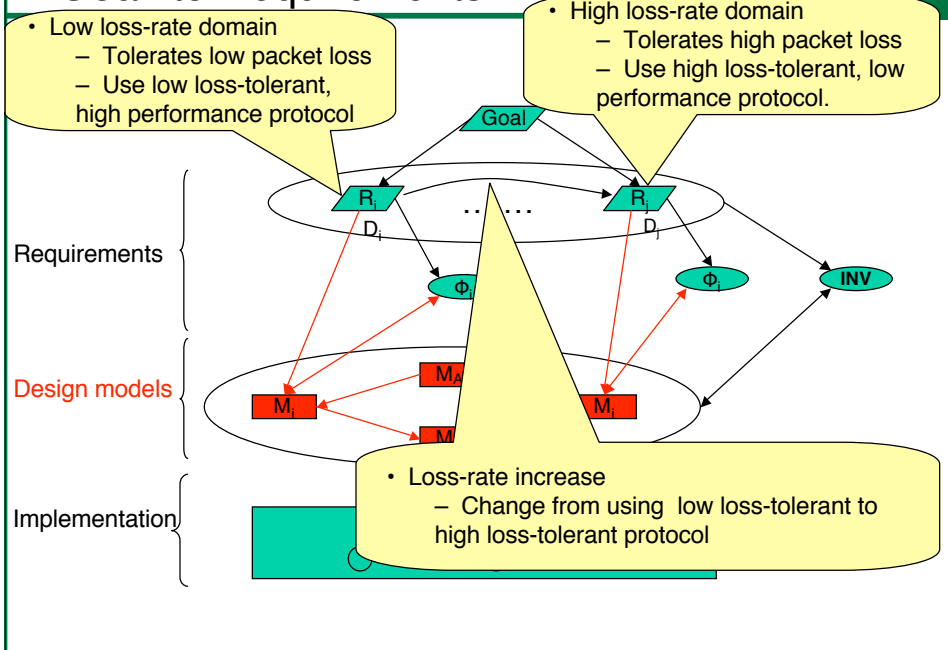 • Low loss-rate domain
– Tolerates low packet loss
– Use low loss-tolerant,
high performance protocol
• High loss-rate domain
– Tolerates high packet loss
– Use high loss-tolerant, low
performance protocol.
Goal
Ri
......
Rj
Di
Dj
Requirements
Φi
Φi
INV
Design models
MA
Mi
Mi
M
• Loss-rate increase
– Change from using low loss-tolerant to
high loss-tolerant protocol
Implementation